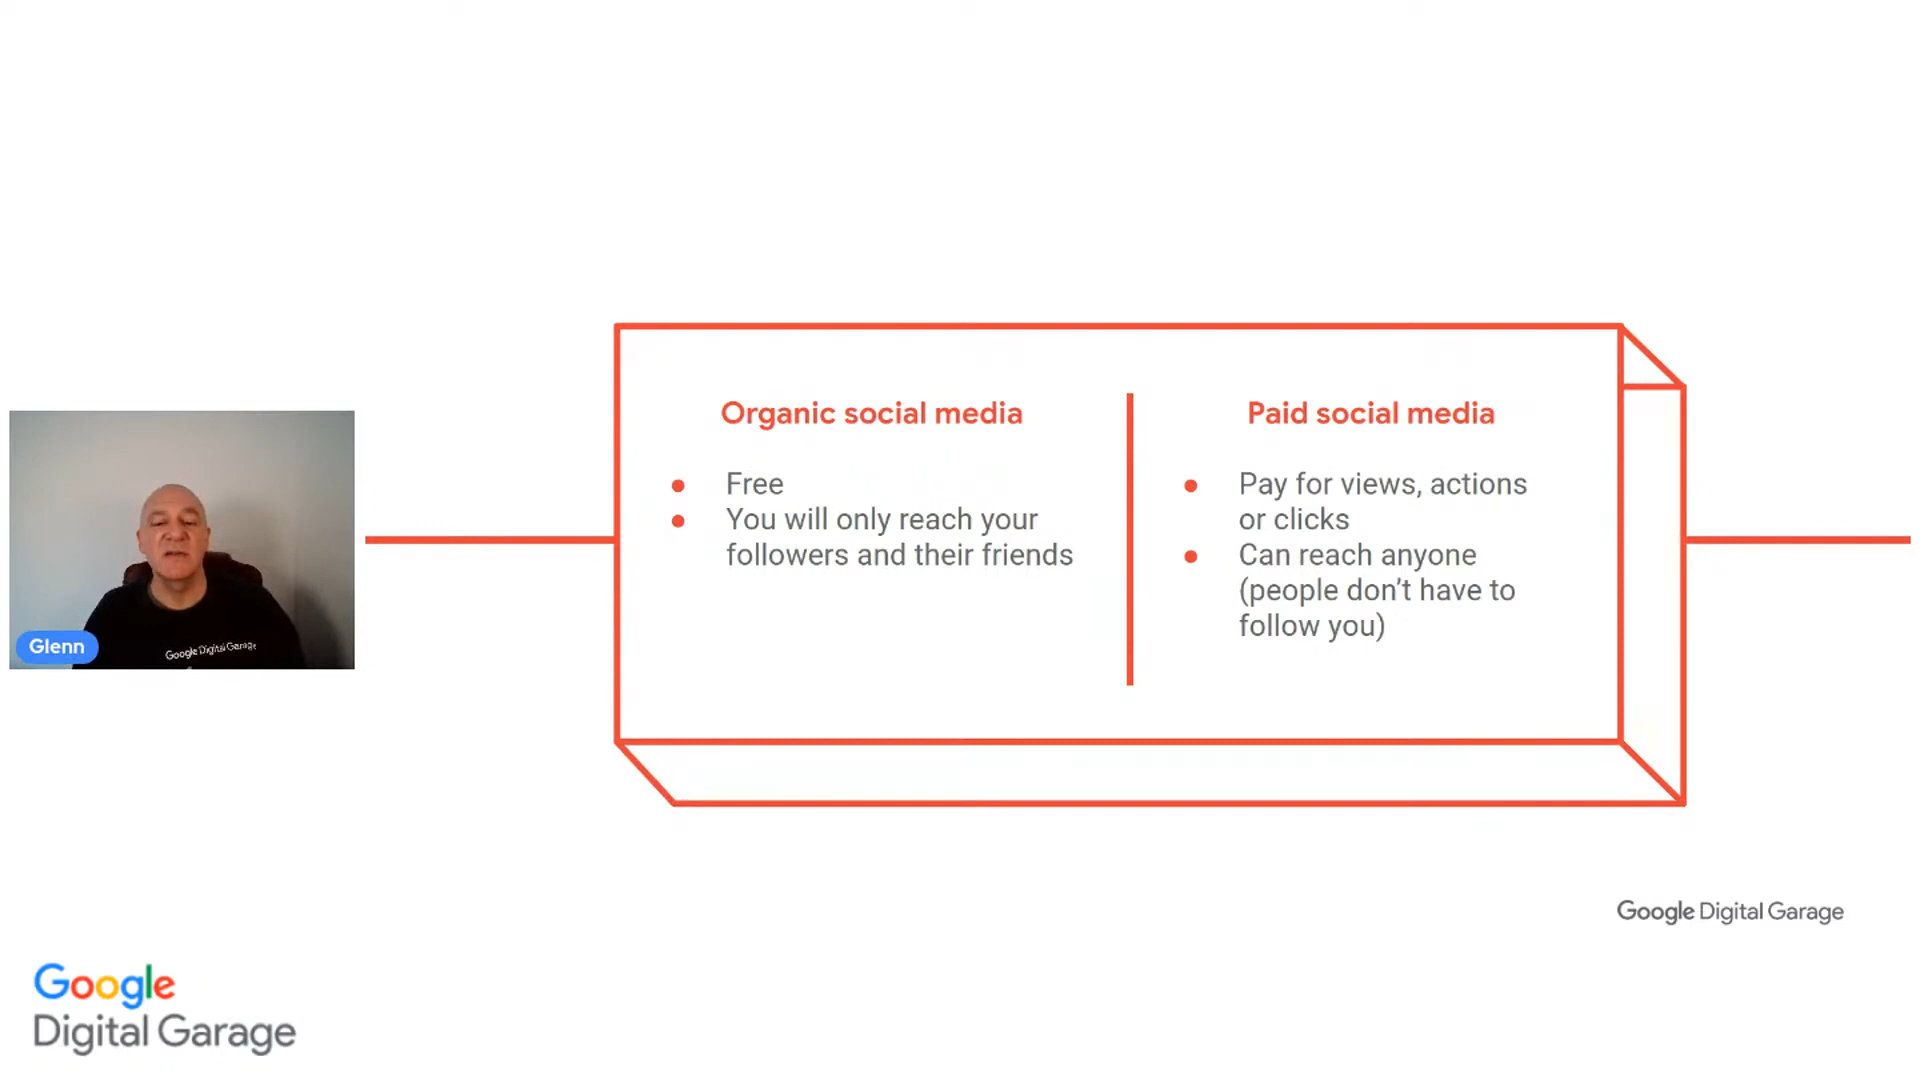 Organic social media
Free
You will only reach your
followers and their friends
Paid social media
Pay for views, actions
or clicks
Can reach anyone
(people don't have to
follow you)
Glenn
Google Digital Garage
Google Digital Garage
Google
Digital Garage